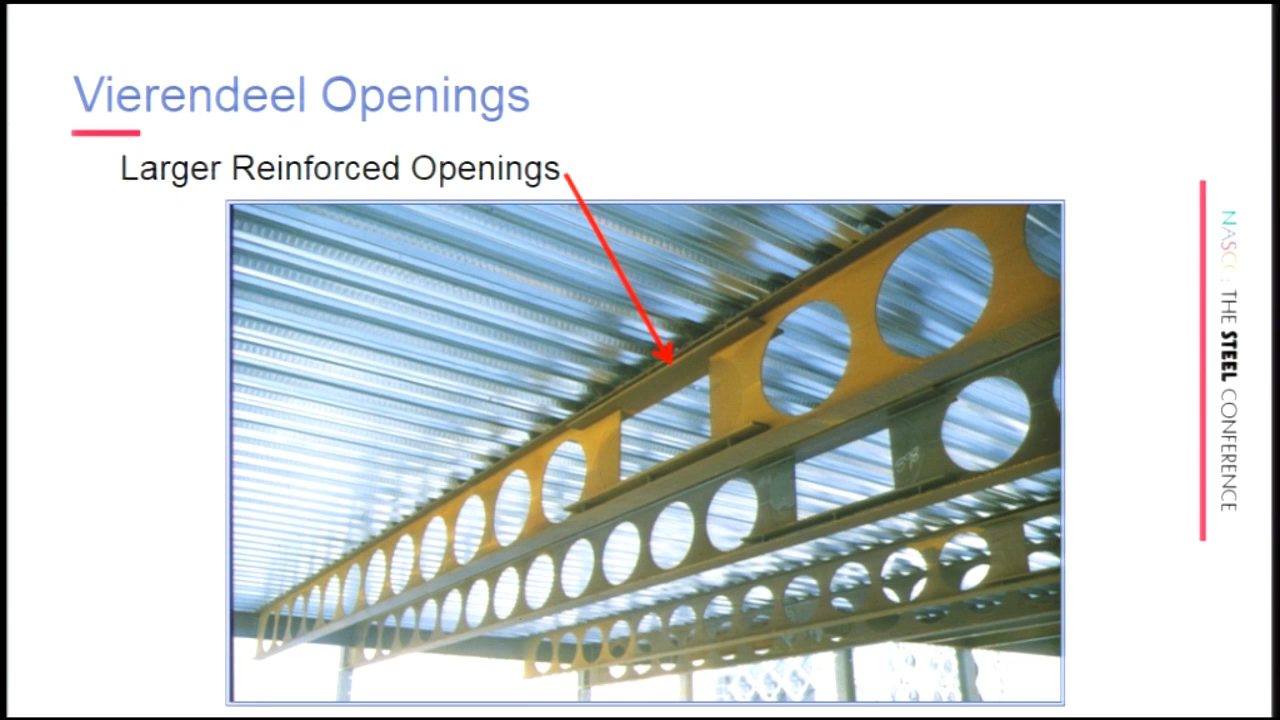 Vierendeel Openings
Larger Reinforced Openings
NASCC: THE STEEL CONFERENCE